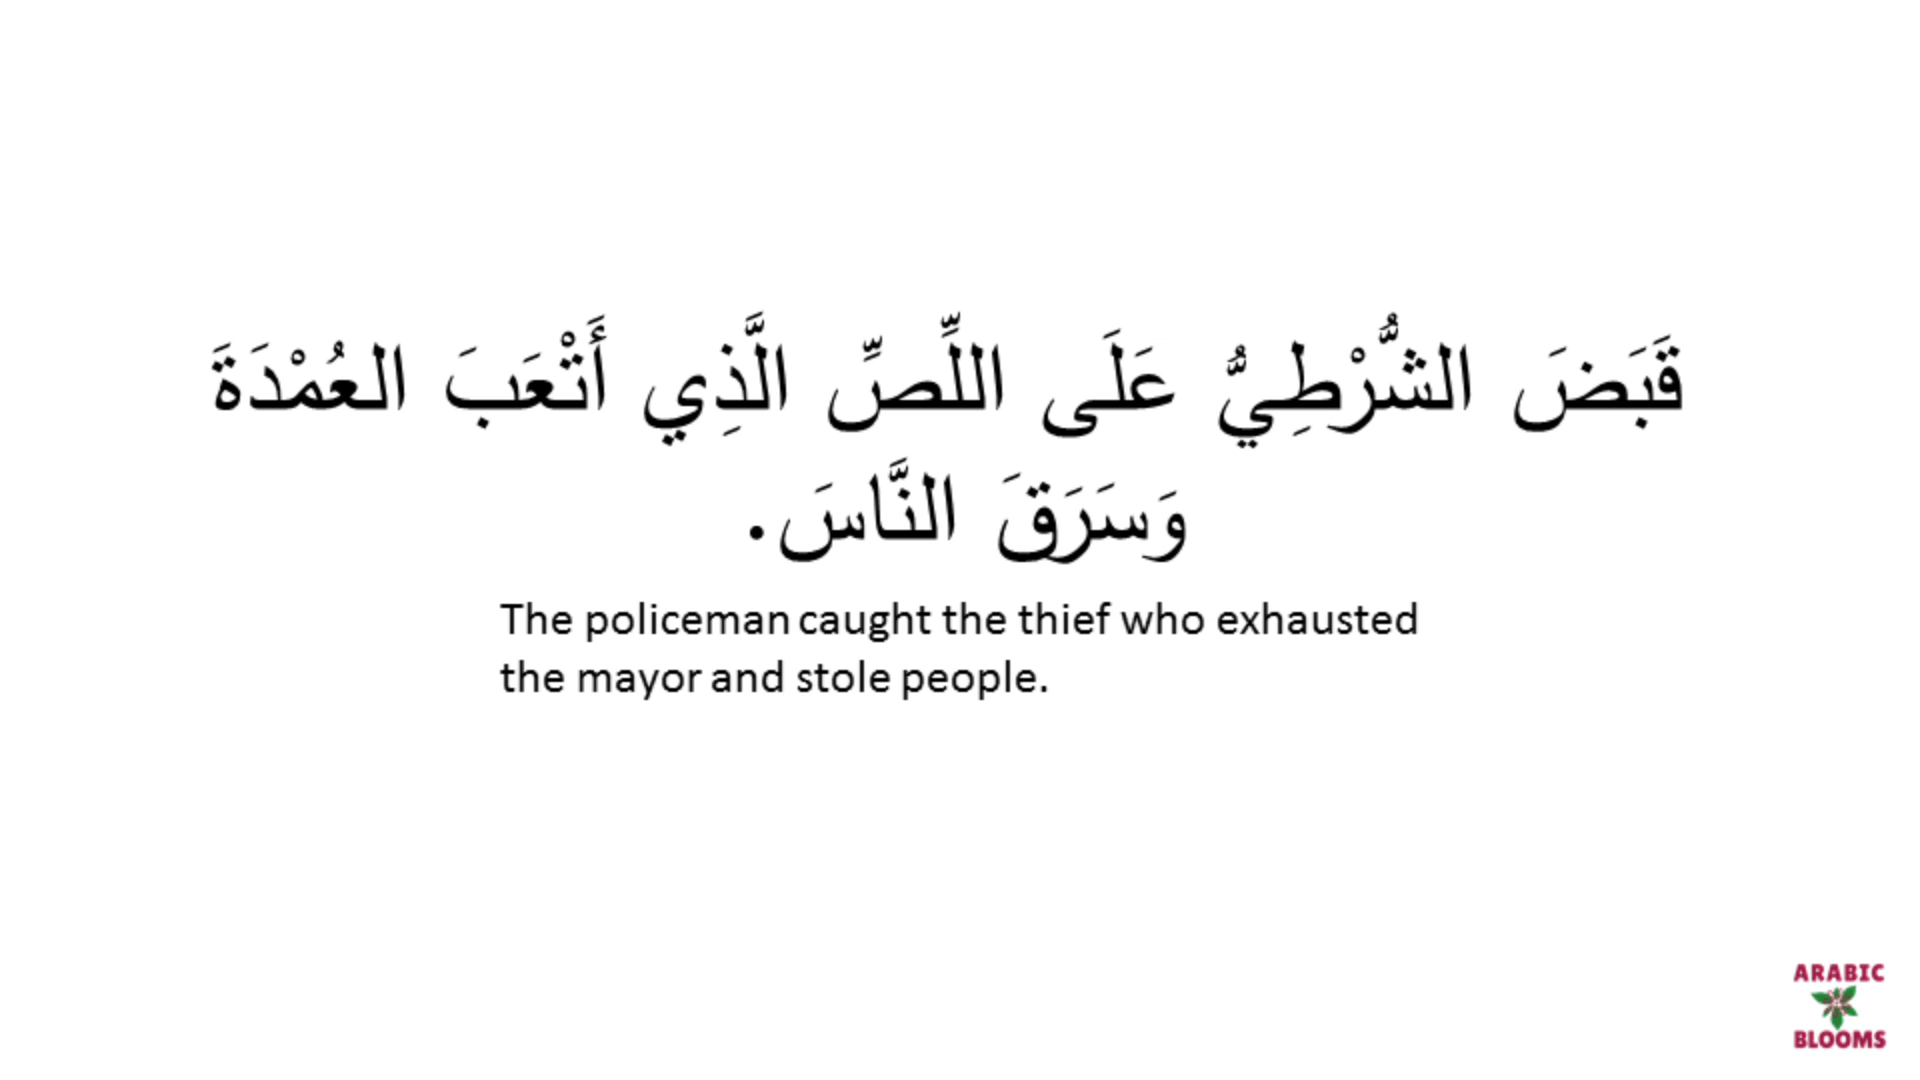 قَبَضَ الشُّرْطِيُّ عَلَى اللِّصِّ الَّذِي أَتْعَبَ العُمْدَةَ
وَسَرَقَ النَّاسَ.
The policeman caught the thief who exhausted
the mayor and stole people.
ARABIC
BLOOMS